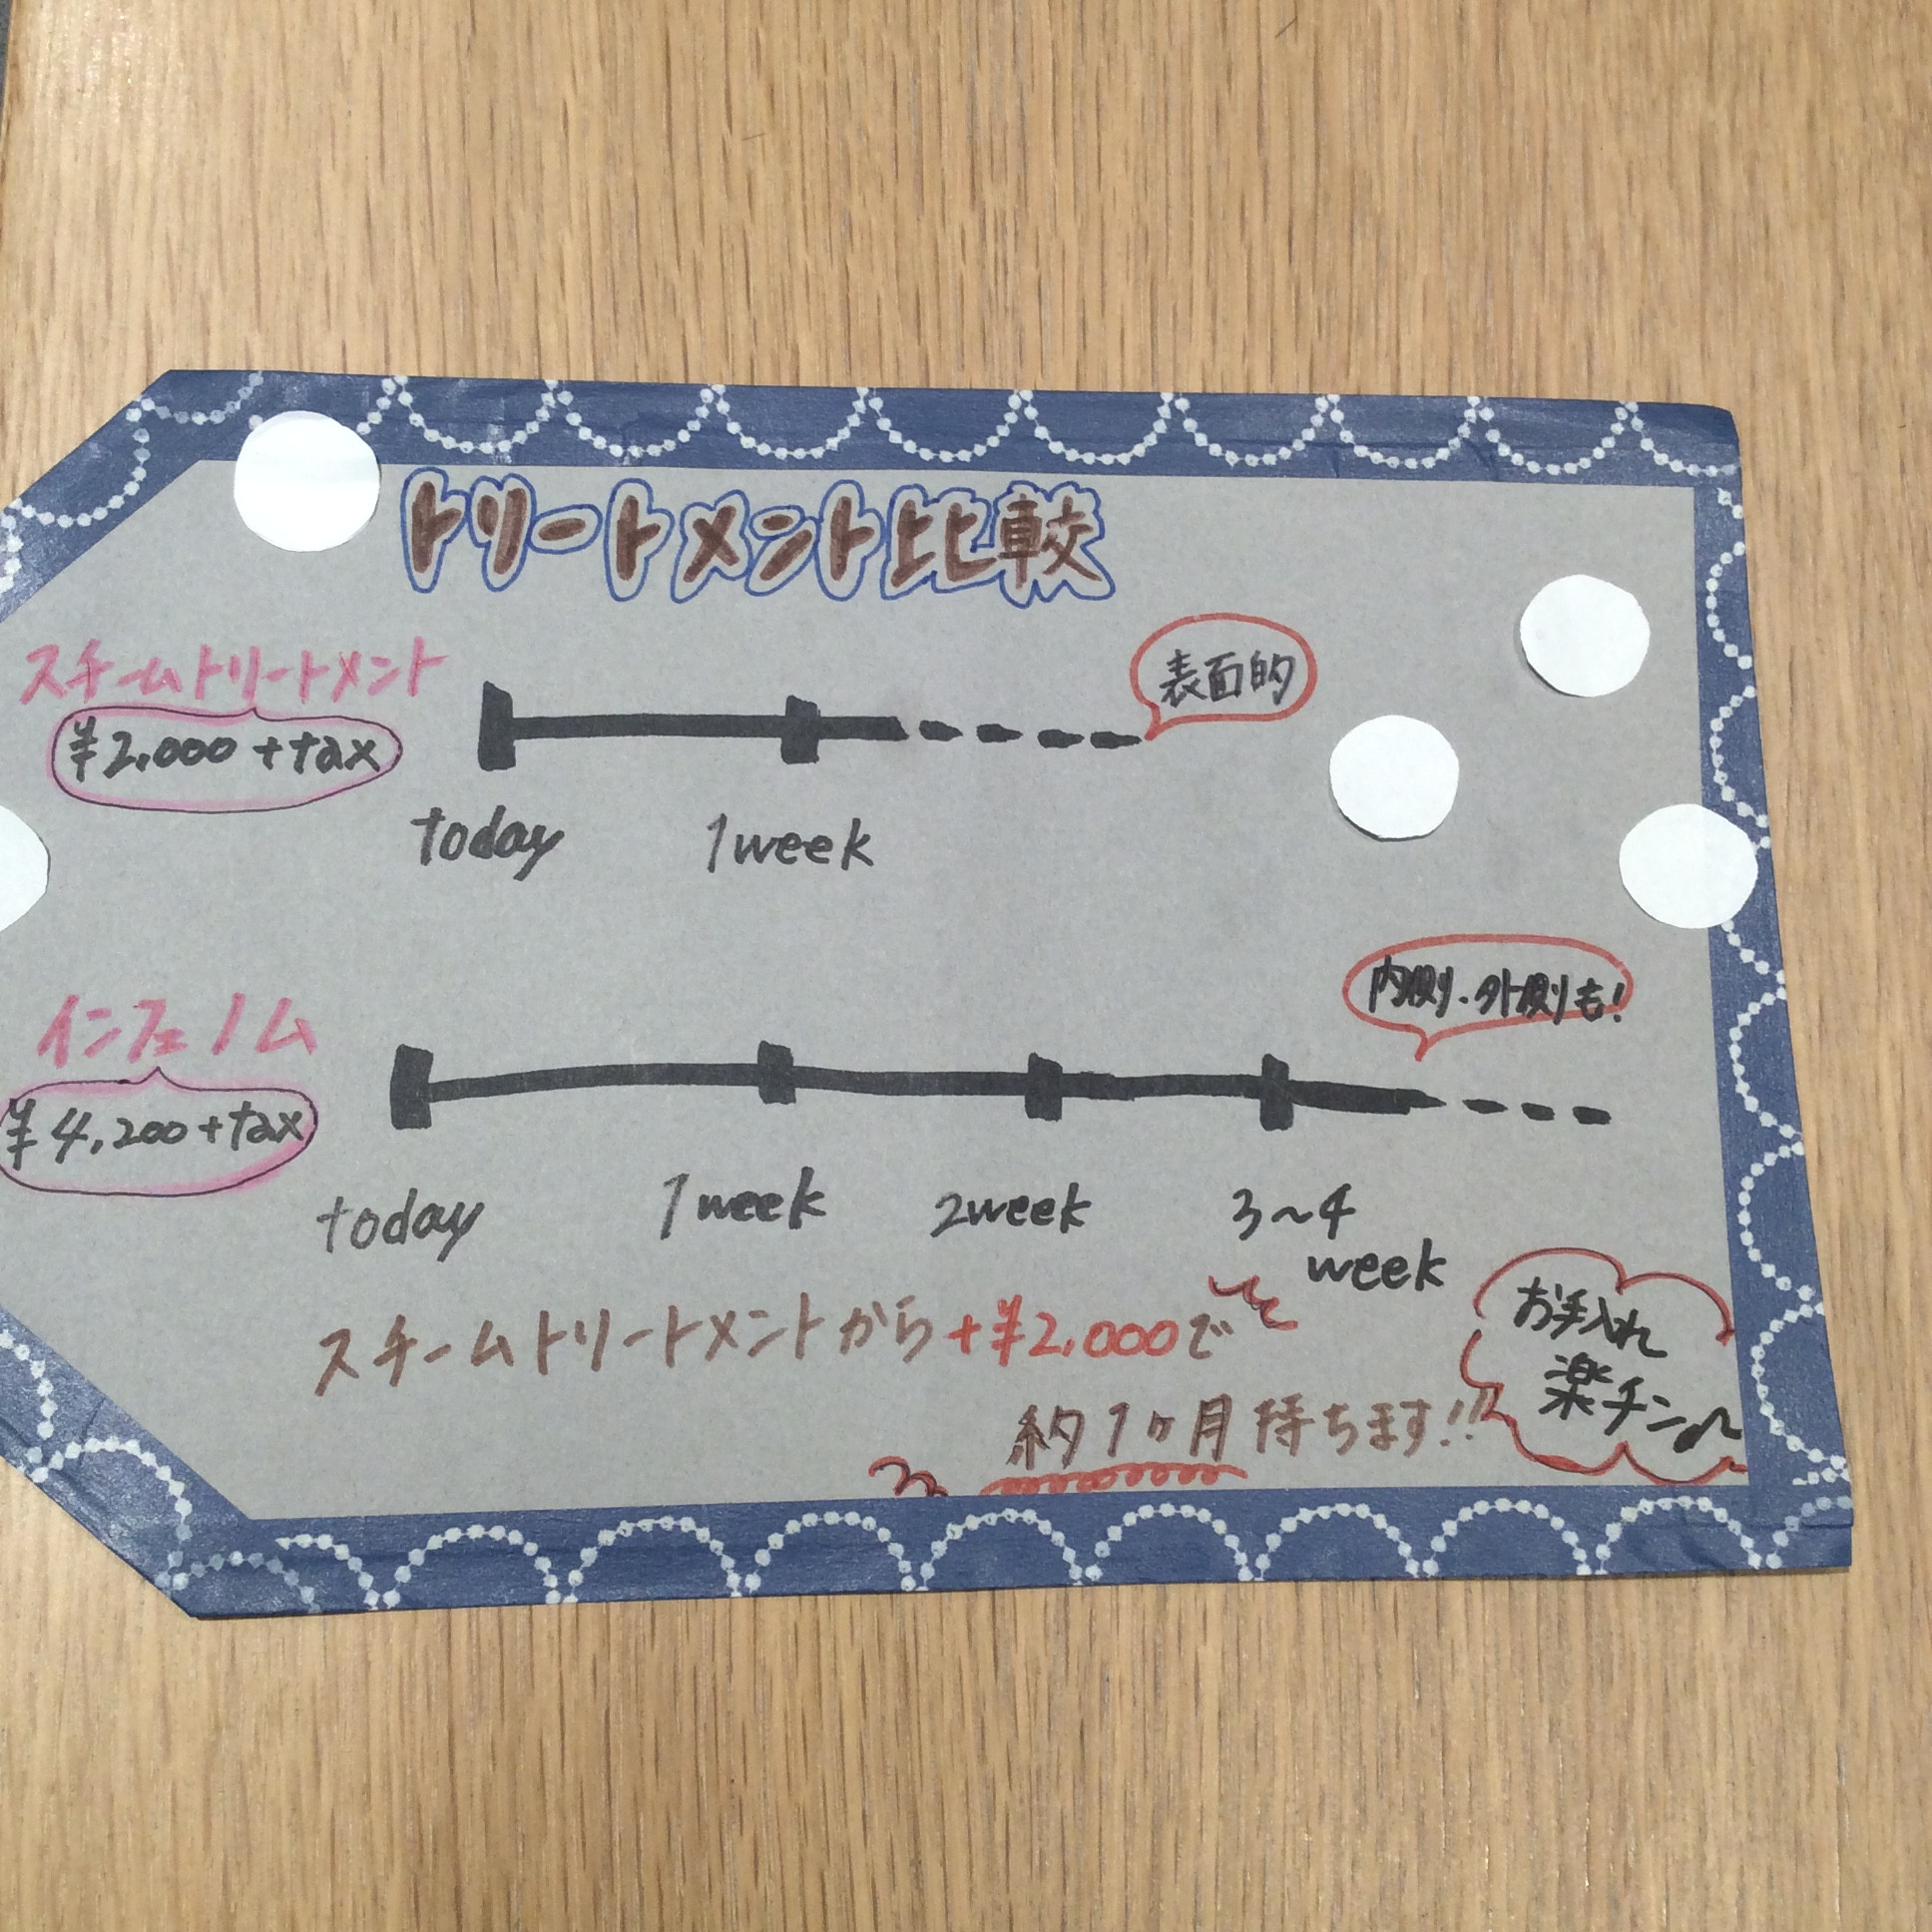 トリートメント比較
スチームトリートメント
¥2,000+tax
表面的
today
1week
インフェノム
¥4,200+tax
内側・外側も!
today
1week
2week
3~4
week
スチームトリートメントから+¥2,000で
約1ヶ月持ちます!!
お手入れ
楽チン♪